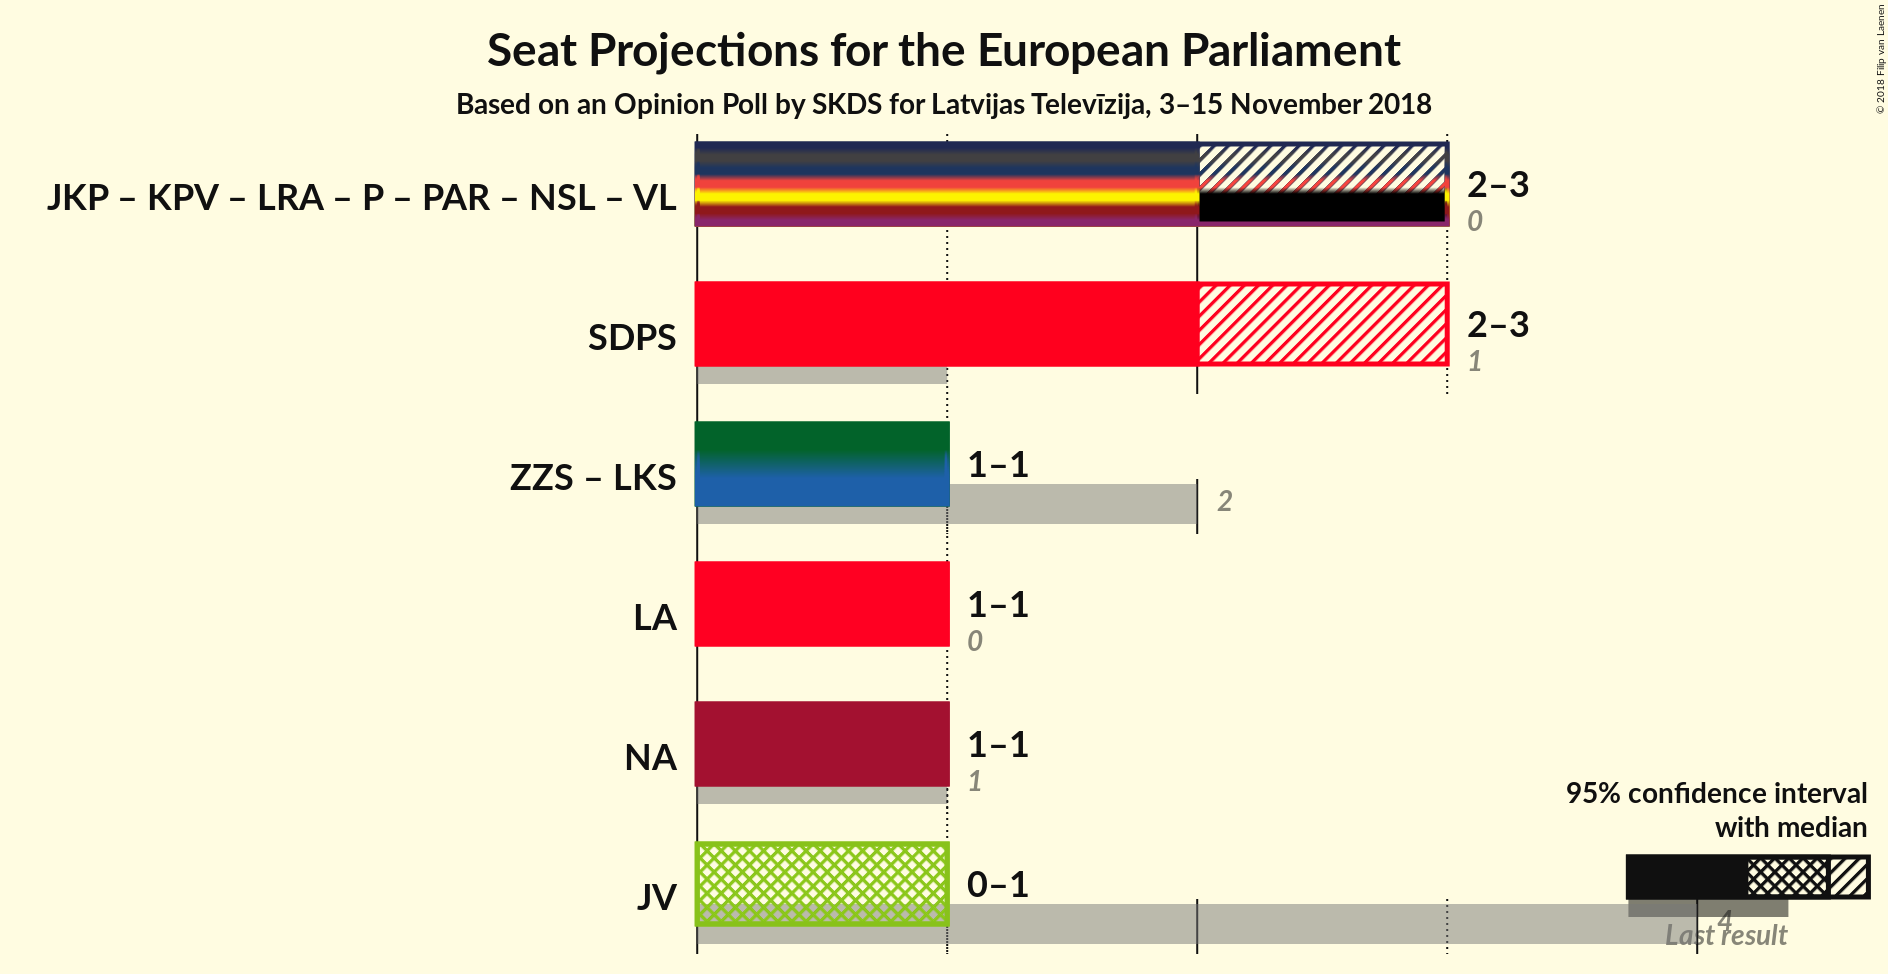 Seat Projections for the European Parliament
Based on an Opinion Poll by SKDS for Latvijas Televīzija, 3–15 November 2018
© 2018 Filip van Laenen
JKP – KPV – LRA – P – PAR – NSL – VL
2–3
0
SDPS
2–3
1
ZZS – LKS
1–1
2
LA
1–1
0
NA
1–1
1
JV
0–1
4
95% confidence interval
with median
Last result